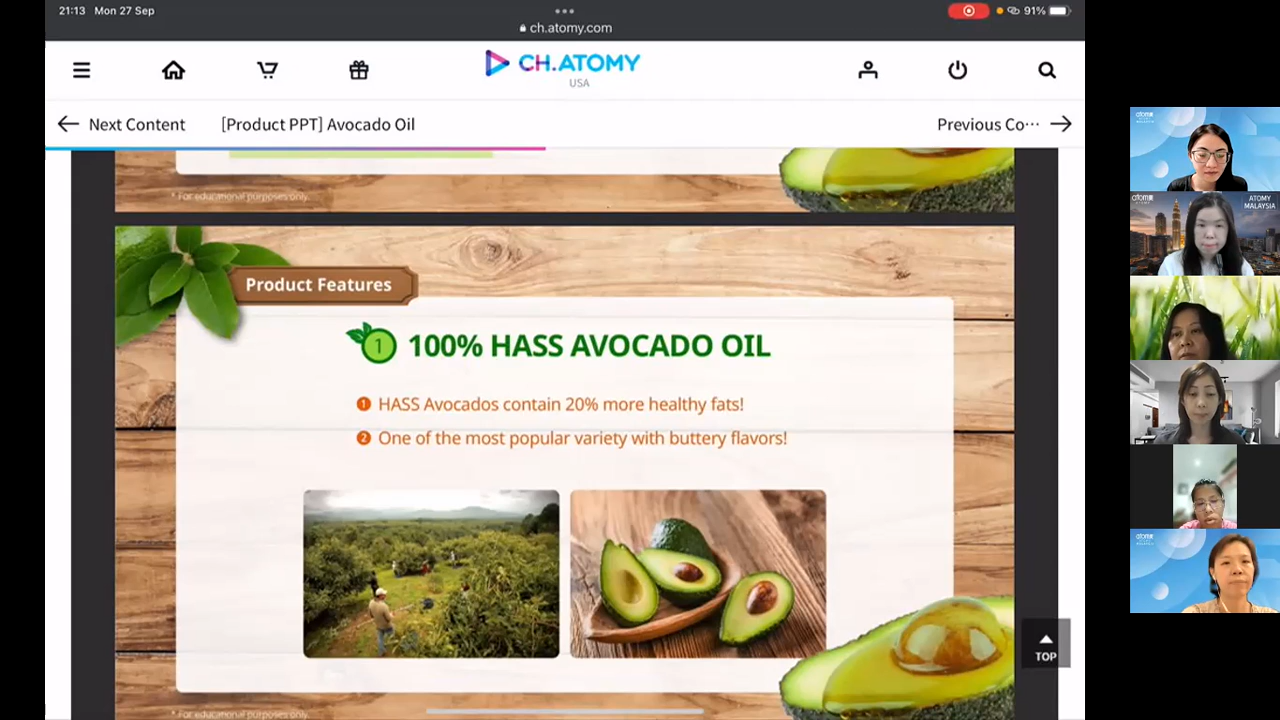 21:13 Mon 27 Sep
91%
ch.atomy.com
CH.ATOMY
USA
Next Content
[Product PPT] Avocado Oil
Previous Co···
* For educational purposes only.
Product Features
1 100% HASS AVOCADO OIL
1 HASS Avocados contain 20% more healthy fats!
2 One of the most popular variety with buttery flavors!
TOP
* For educational purposes only.
ATOMY
MALAYSIA